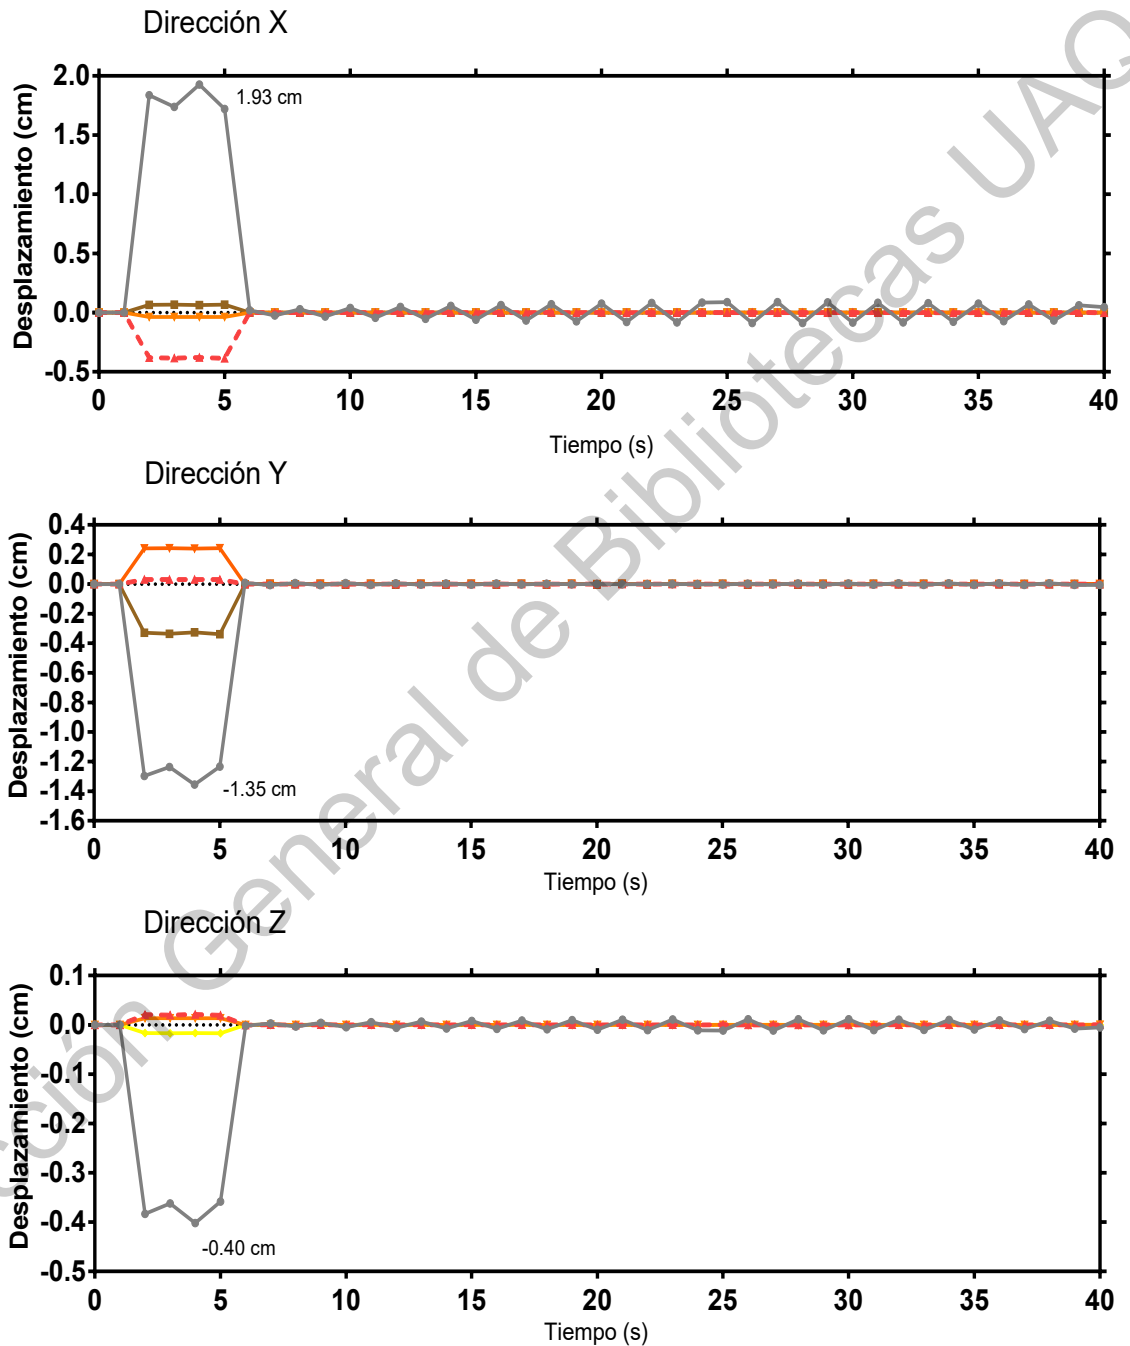 Dirección X
Desplazamiento (cm)
2.0
1.5
1.0
0.5
0.0
-0.5
1.93 cm
0 5 10 15 20 25 30 35 40
Tiempo (s)
Dirección Y
Desplazamiento (cm)
0.4
0.2
0.0
-0.2
-0.4
-0.6
-0.8
-1.0
-1.2
-1.4
-1.6
-1.35 cm
0 5 10 15 20 25 30 35 40
Tiempo (s)
Dirección Z
Desplazamiento (cm)
0.1
0.0
-0.1
-0.2
-0.3
-0.4
-0.5
-0.40 cm
0 5 10 15 20 25 30 35 40
Tiempo (s)
cción General de Bibliotecas UAQ